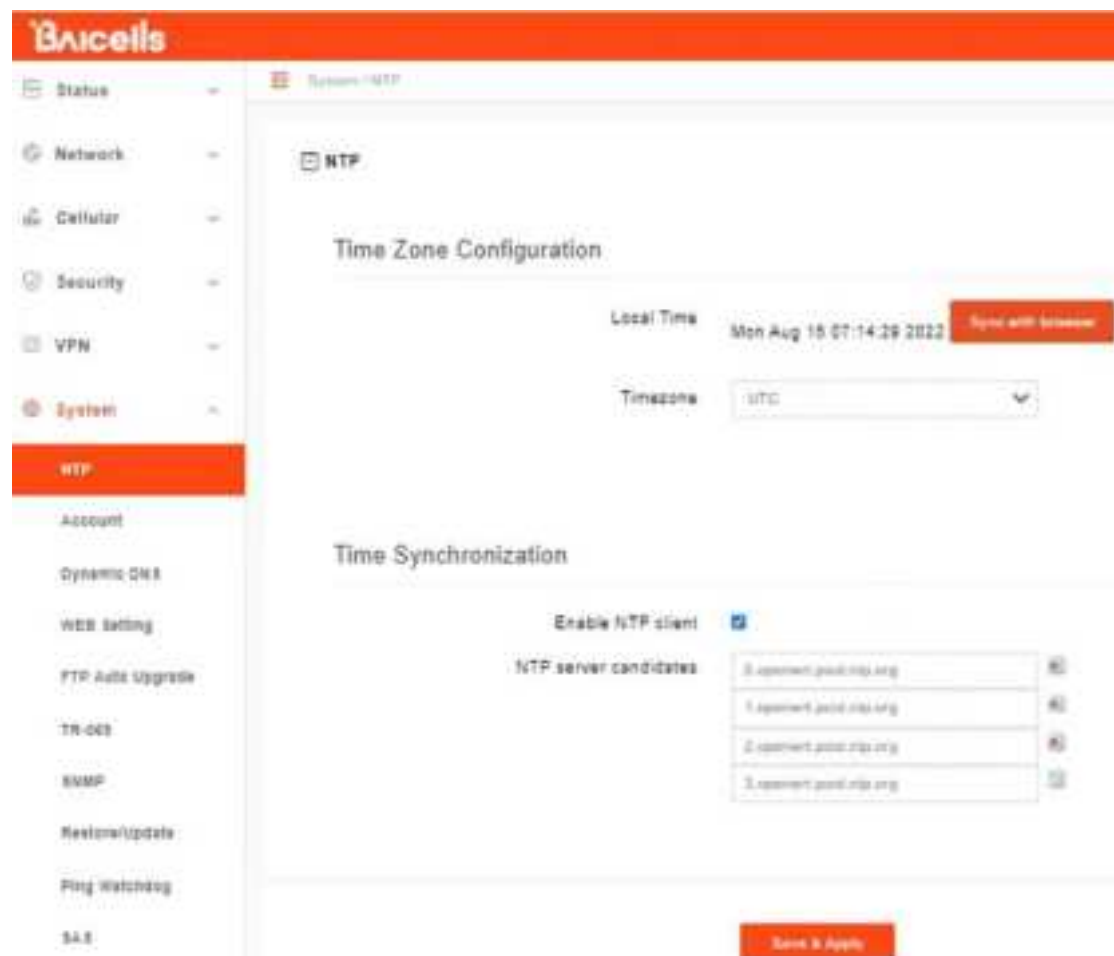 BAICELLS
Status
System / NTP
Network
NTP
Cellular
Time Zone Configuration
Security
Local Time
Mon Aug 15 07:14:29 2022
Sync with browser
VPN
Timezone
UTC
System
NTP
Account
Time Synchronization
Dynamic DNS
Enable NTP client
WEB Setting
NTP server candidates
0.openwrt.pool.ntp.org
FTP Auto Upgrade
1.openwrt.pool.ntp.org
TR-069
2.openwrt.pool.ntp.org
SNMP
3.openwrt.pool.ntp.org
Restore/Update
Ping Watchdog
SAS
Save & Apply